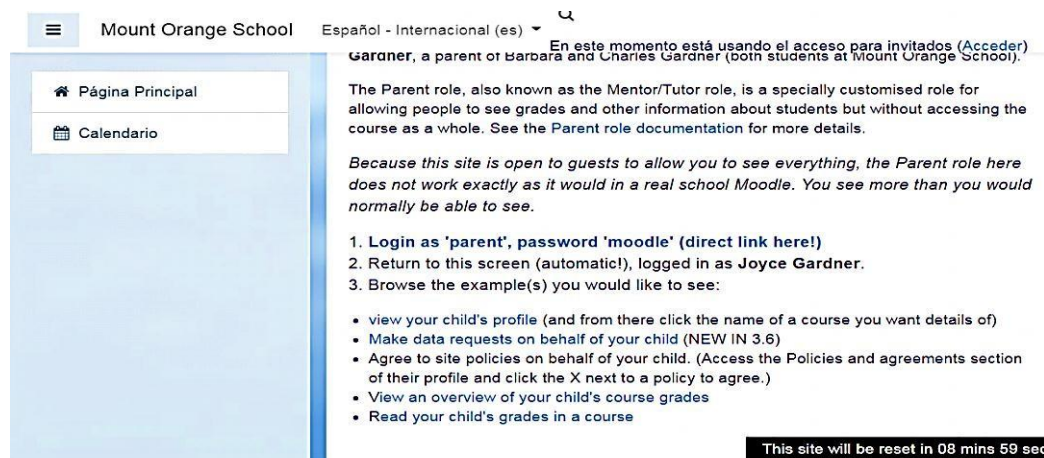 Mount Orange School
Español - Internacional (es)
En este momento está usando el acceso para invitados (Acceder)
Página Principal
Calendario
Gardner, a parent of Barbara and Charles Gardner (both students at Mount Orange School).
The Parent role, also known as the Mentor/Tutor role, is a specially customised role for
allowing people to see grades and other information about students but without accessing the
course as a whole. See the Parent role documentation for more details.
Because this site is open to guests to allow you to see everything, the Parent role here
does not work exactly as it would in a real school Moodle. You see more than you would
normally be able to see.
1. Login as 'parent', password 'moodle' (direct link here!)
2. Return to this screen (automatic!), logged in as Joyce Gardner.
3. Browse the example(s) you would like to see:
• view your child's profile (and from there click the name of a course you want details of)
• Make data requests on behalf of your child (NEW IN 3.6)
• Agree to site policies on behalf of your child. (Access the Policies and agreements section
of their profile and click the X next to a policy to agree.)
• View an overview of your child's course grades
• Read your child's grades in a course
This site will be reset in 08 mins 59 sec